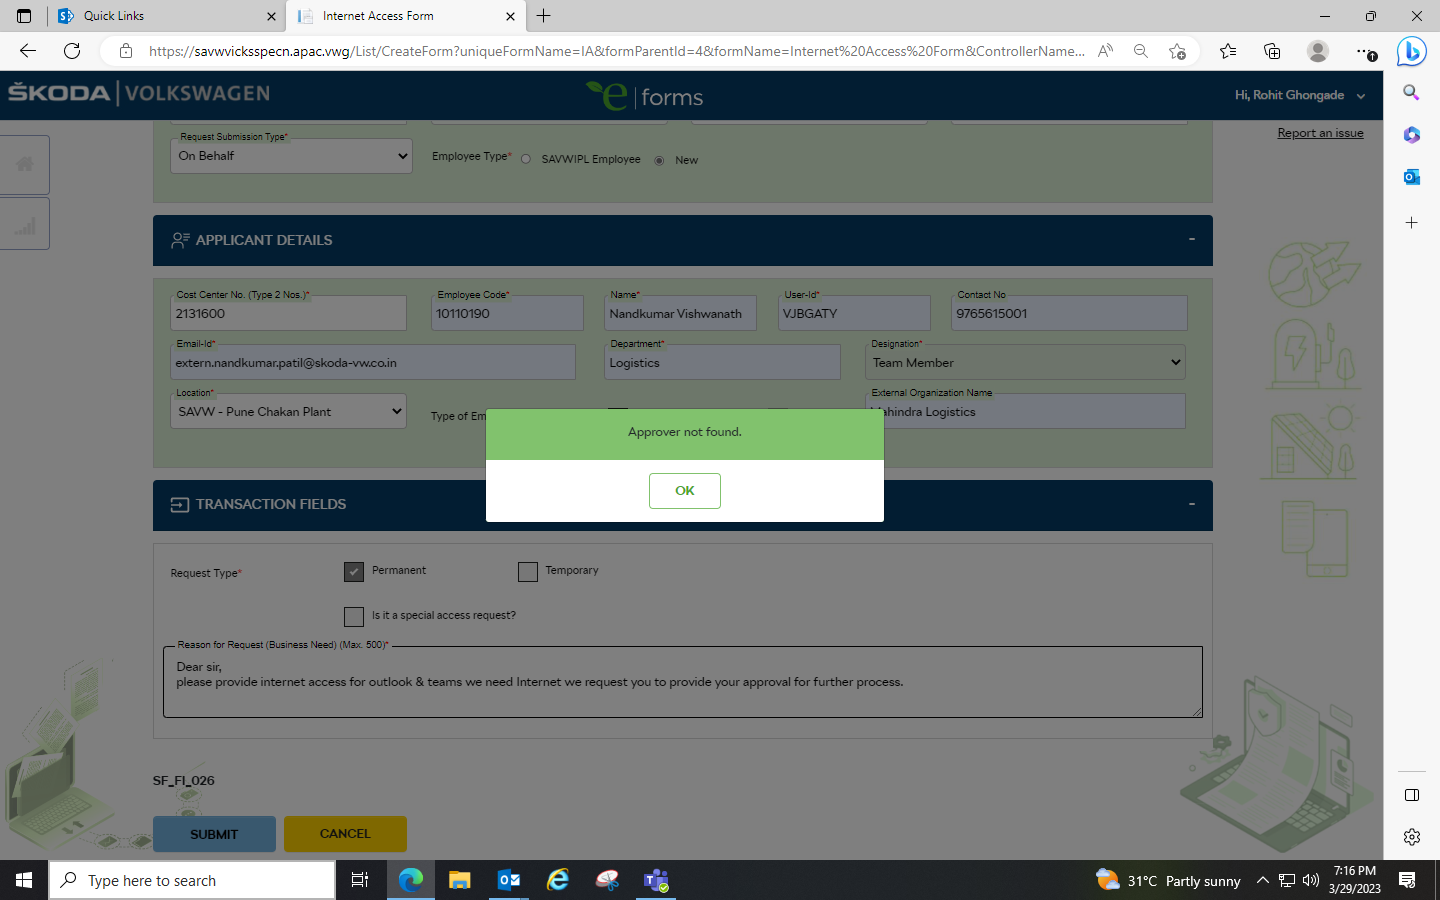 Quick Links
Internet Access Form
https://savwvicksspecn.apac.vwg/List/CreateForm?uniqueFormName=IA&formParentId=4&formName=Internet%20Access%20Form&ControllerName...
ŠKODA VOLKSWAGEN
e forms
Hi, Rohit Ghongade
Report an issue
Request Submission Type*
On Behalf
Employee Type*
SAVWIPL Employee
New
APPLICANT DETAILS
-
Cost Center No. (Type 2 Nos.)*
2131600
Employee Code*
10110190
Name*
Nandkumar Vishwanath
User-Id*
VJBGATY
Contact No
9765615001
Email-Id*
extern.nandkumar.patil@skoda-vw.co.in
Department*
Logistics
Designation*
Team Member
Location*
SAVW - Pune Chakan Plant
Type of Em
External Organization Name
Mahindra Logistics
Approver not found.
OK
TRANSACTION FIELDS
-
Request Type*
Permanent
Temporary
Is it a special access request?
Reason for Request (Business Need) (Max. 500)*
Dear sir,
please provide internet access for outlook & teams we need Internet we request you to provide your approval for further process.
SF_FI_026
SUBMIT
CANCEL
Type here to search
31°C Partly sunny
7:16 PM
3/29/2023